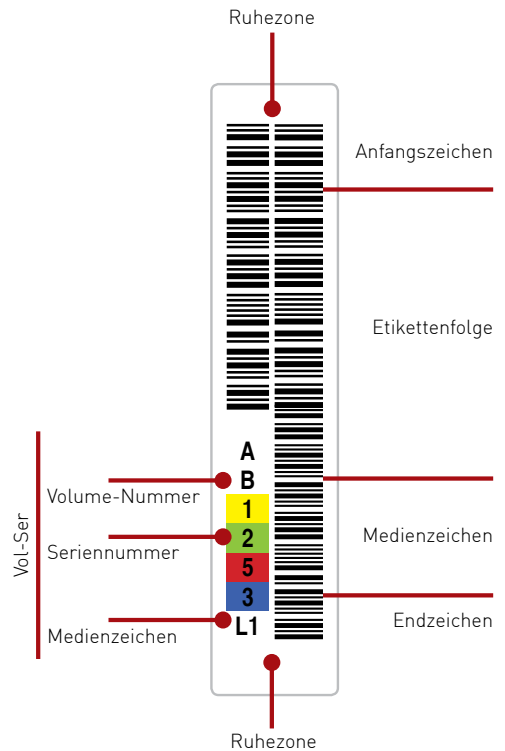 Ruhezone
Anfangszeichen
Etikettenfolge
A
B
1
2
5
3
L1
Vol-Ser
Volume-Nummer
Seriennummer
Medienzeichen
Medienzeichen
Endzeichen
Ruhezone